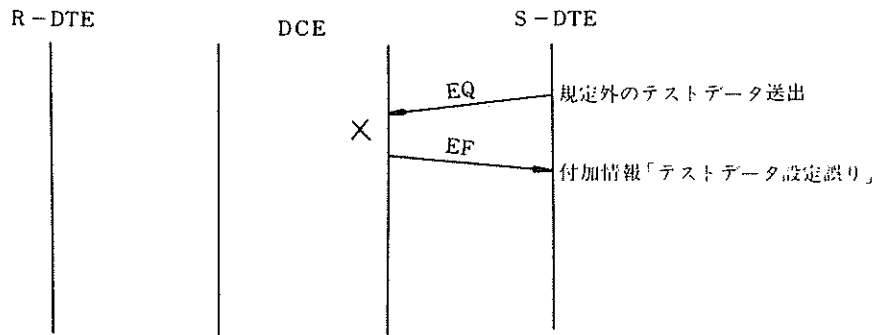 R-DTE
DCE
S-DTE
EQ
規定外のテストデータ送出
EF
付加情報「テストデータ設定誤り」